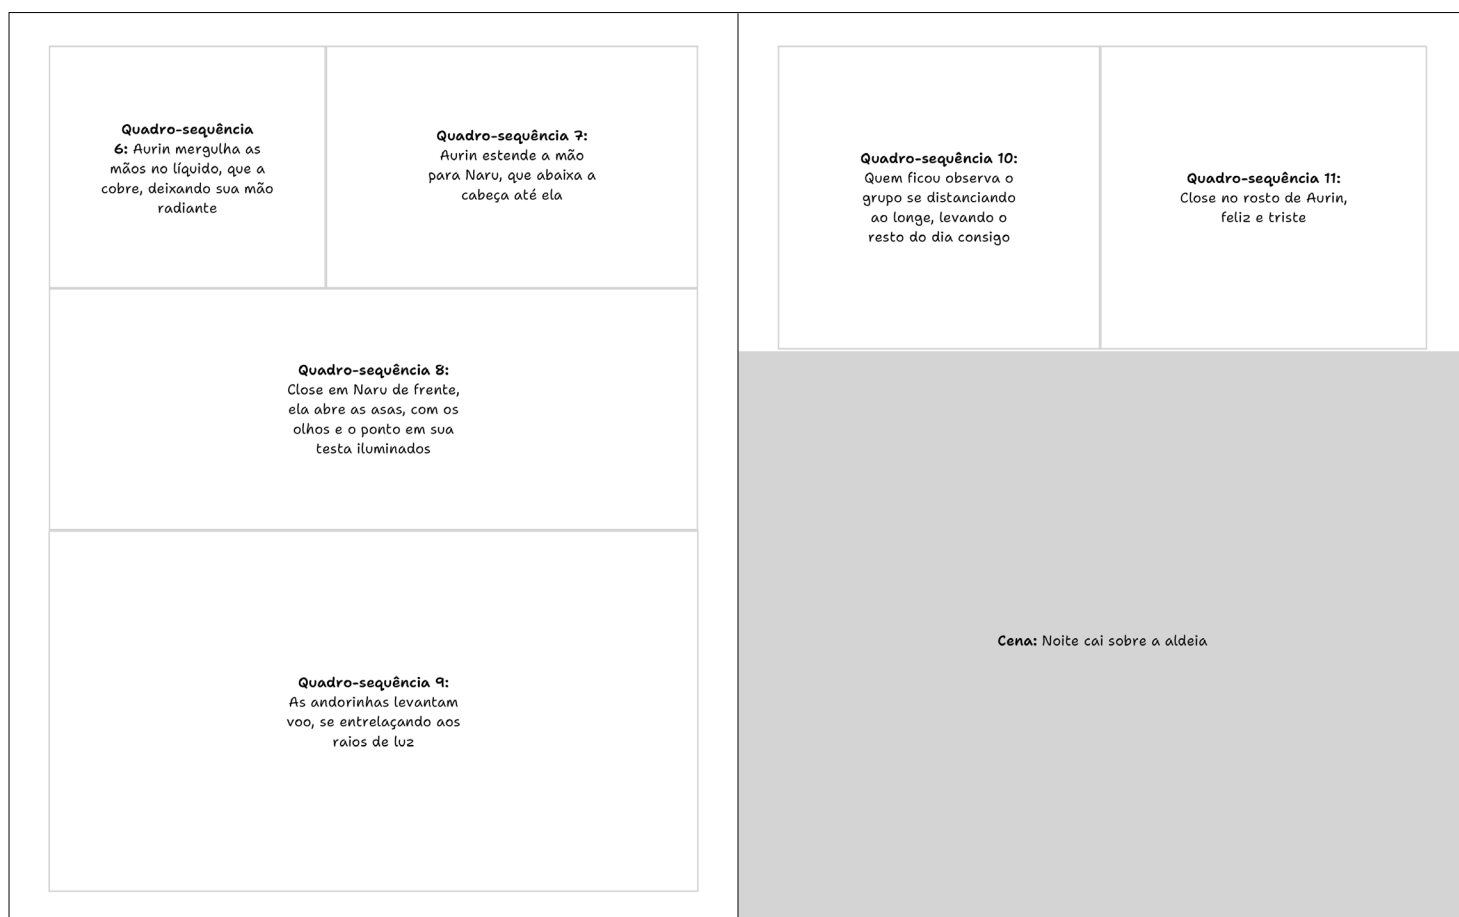 Quadro-sequência
6: Aurin mergulha as
mãos no líquido, que a
cobre, deixando sua mão
radiante
Quadro-sequência 7:
Aurin estende a mão
para Naru, que abaixa a
cabeça até ela
Quadro-sequência 8:
Close em Naru de frente,
ela abre as asas, com os
olhos e o ponto em sua
testa iluminados
Quadro-sequência 9:
As andorinhas levantam
voo, se entrelaçando aos
raios de luz
Quadro-sequência 10:
Quem ficou observa o
grupo se distanciando
ao longe, levando o
resto do dia consigo
Quadro-sequência 11:
Close no rosto de Aurin,
feliz e triste
Cena: Noite cai sobre a aldeia